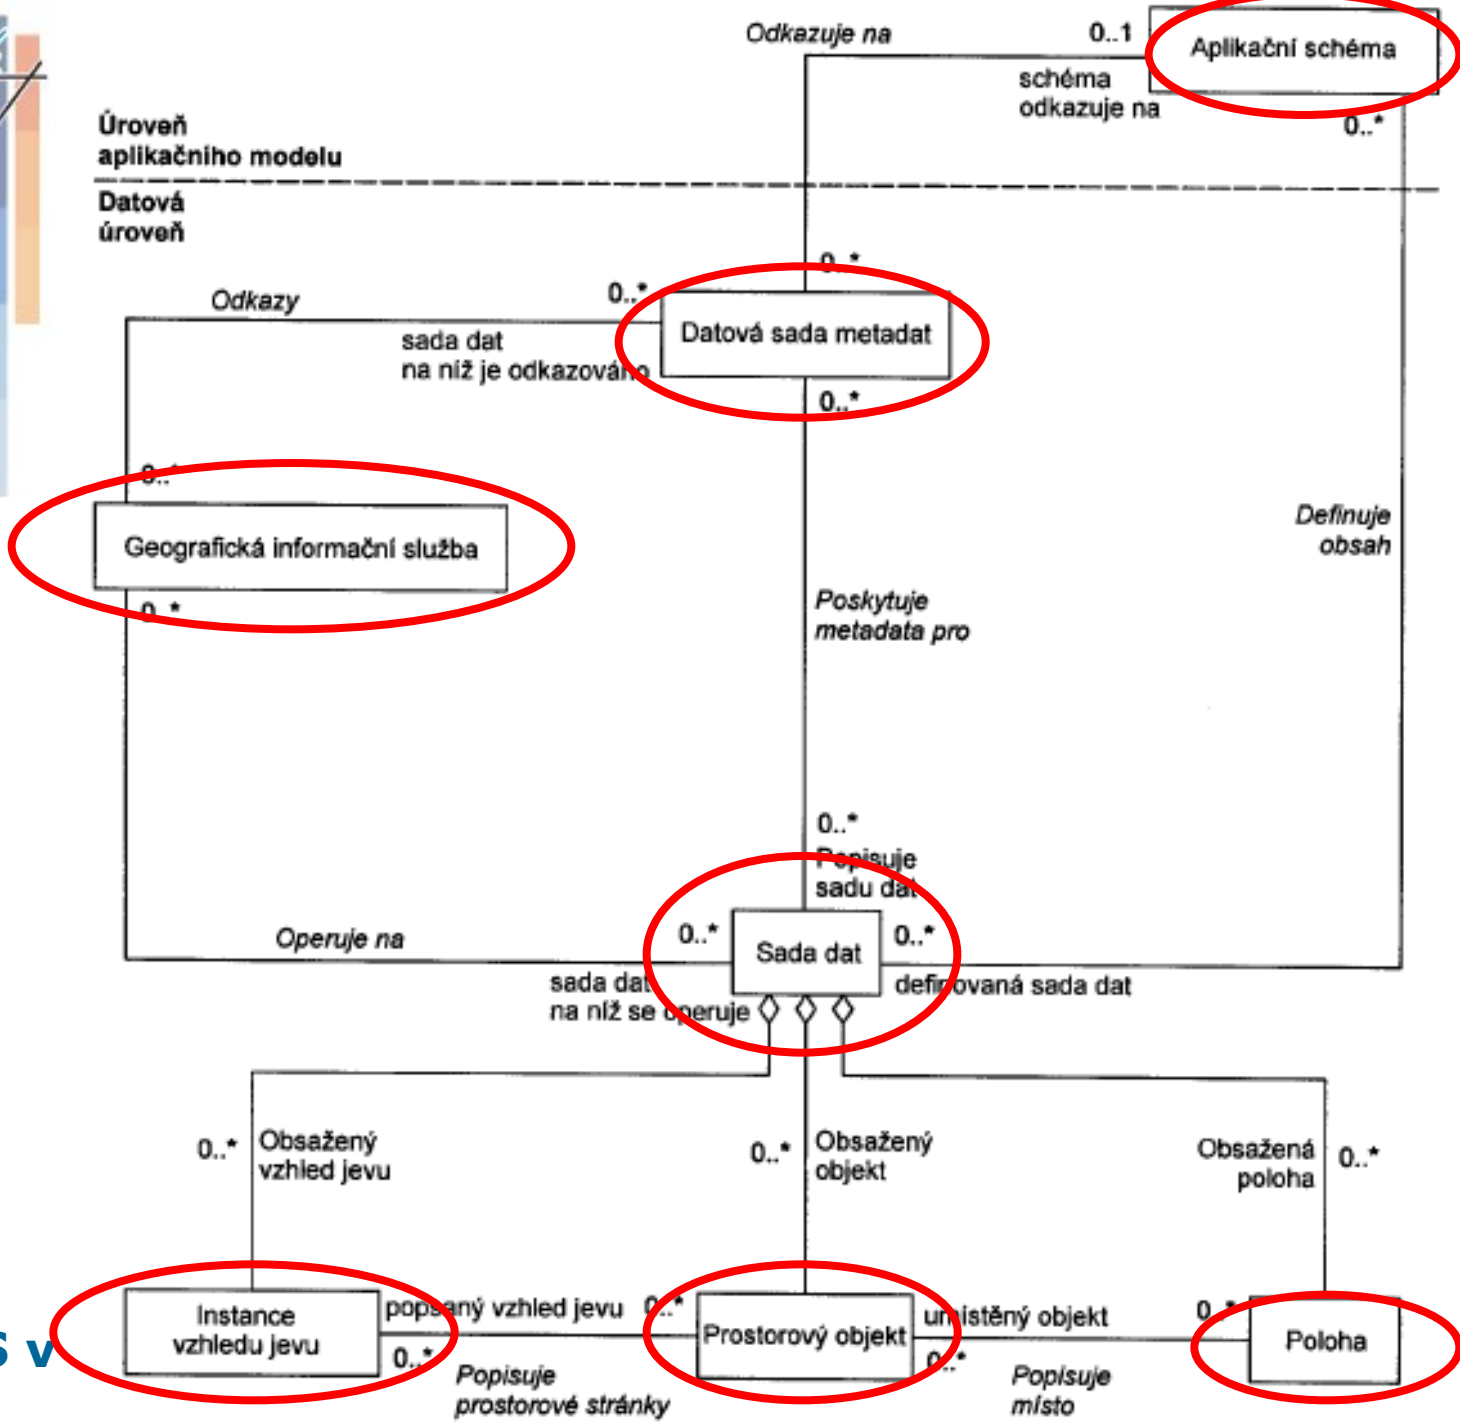 Odkazuje na
0..1
Aplikační schéma
schéma
odkazuje na
0..*
Úroveň
aplikačního modelu
Datová
úroveň
0..*
Odkazy
0..*
Datová sada metadat
sada dat
na níž je odkazováno
0..*
Geografická informační služba
0..*
Definuje
obsah
Poskytuje
metadata pro
0..*
Popisuje
sadu dat
Operuje na
0..*
Sada dat
0..*
sada dat
na níž se operuje
definovaná sada dat
0..*
Obsažený
vzhled jevu
0..*
Obsažený
objekt
Obsažená
poloha
0..*
Instance
vzhledu jevu
popsaný vzhled jevu
0..*
Prostorový objekt
umístěný objekt
0..*
Poloha
0..*
Popisuje
prostorové stránky
0..*
Popisuje
místo
S v